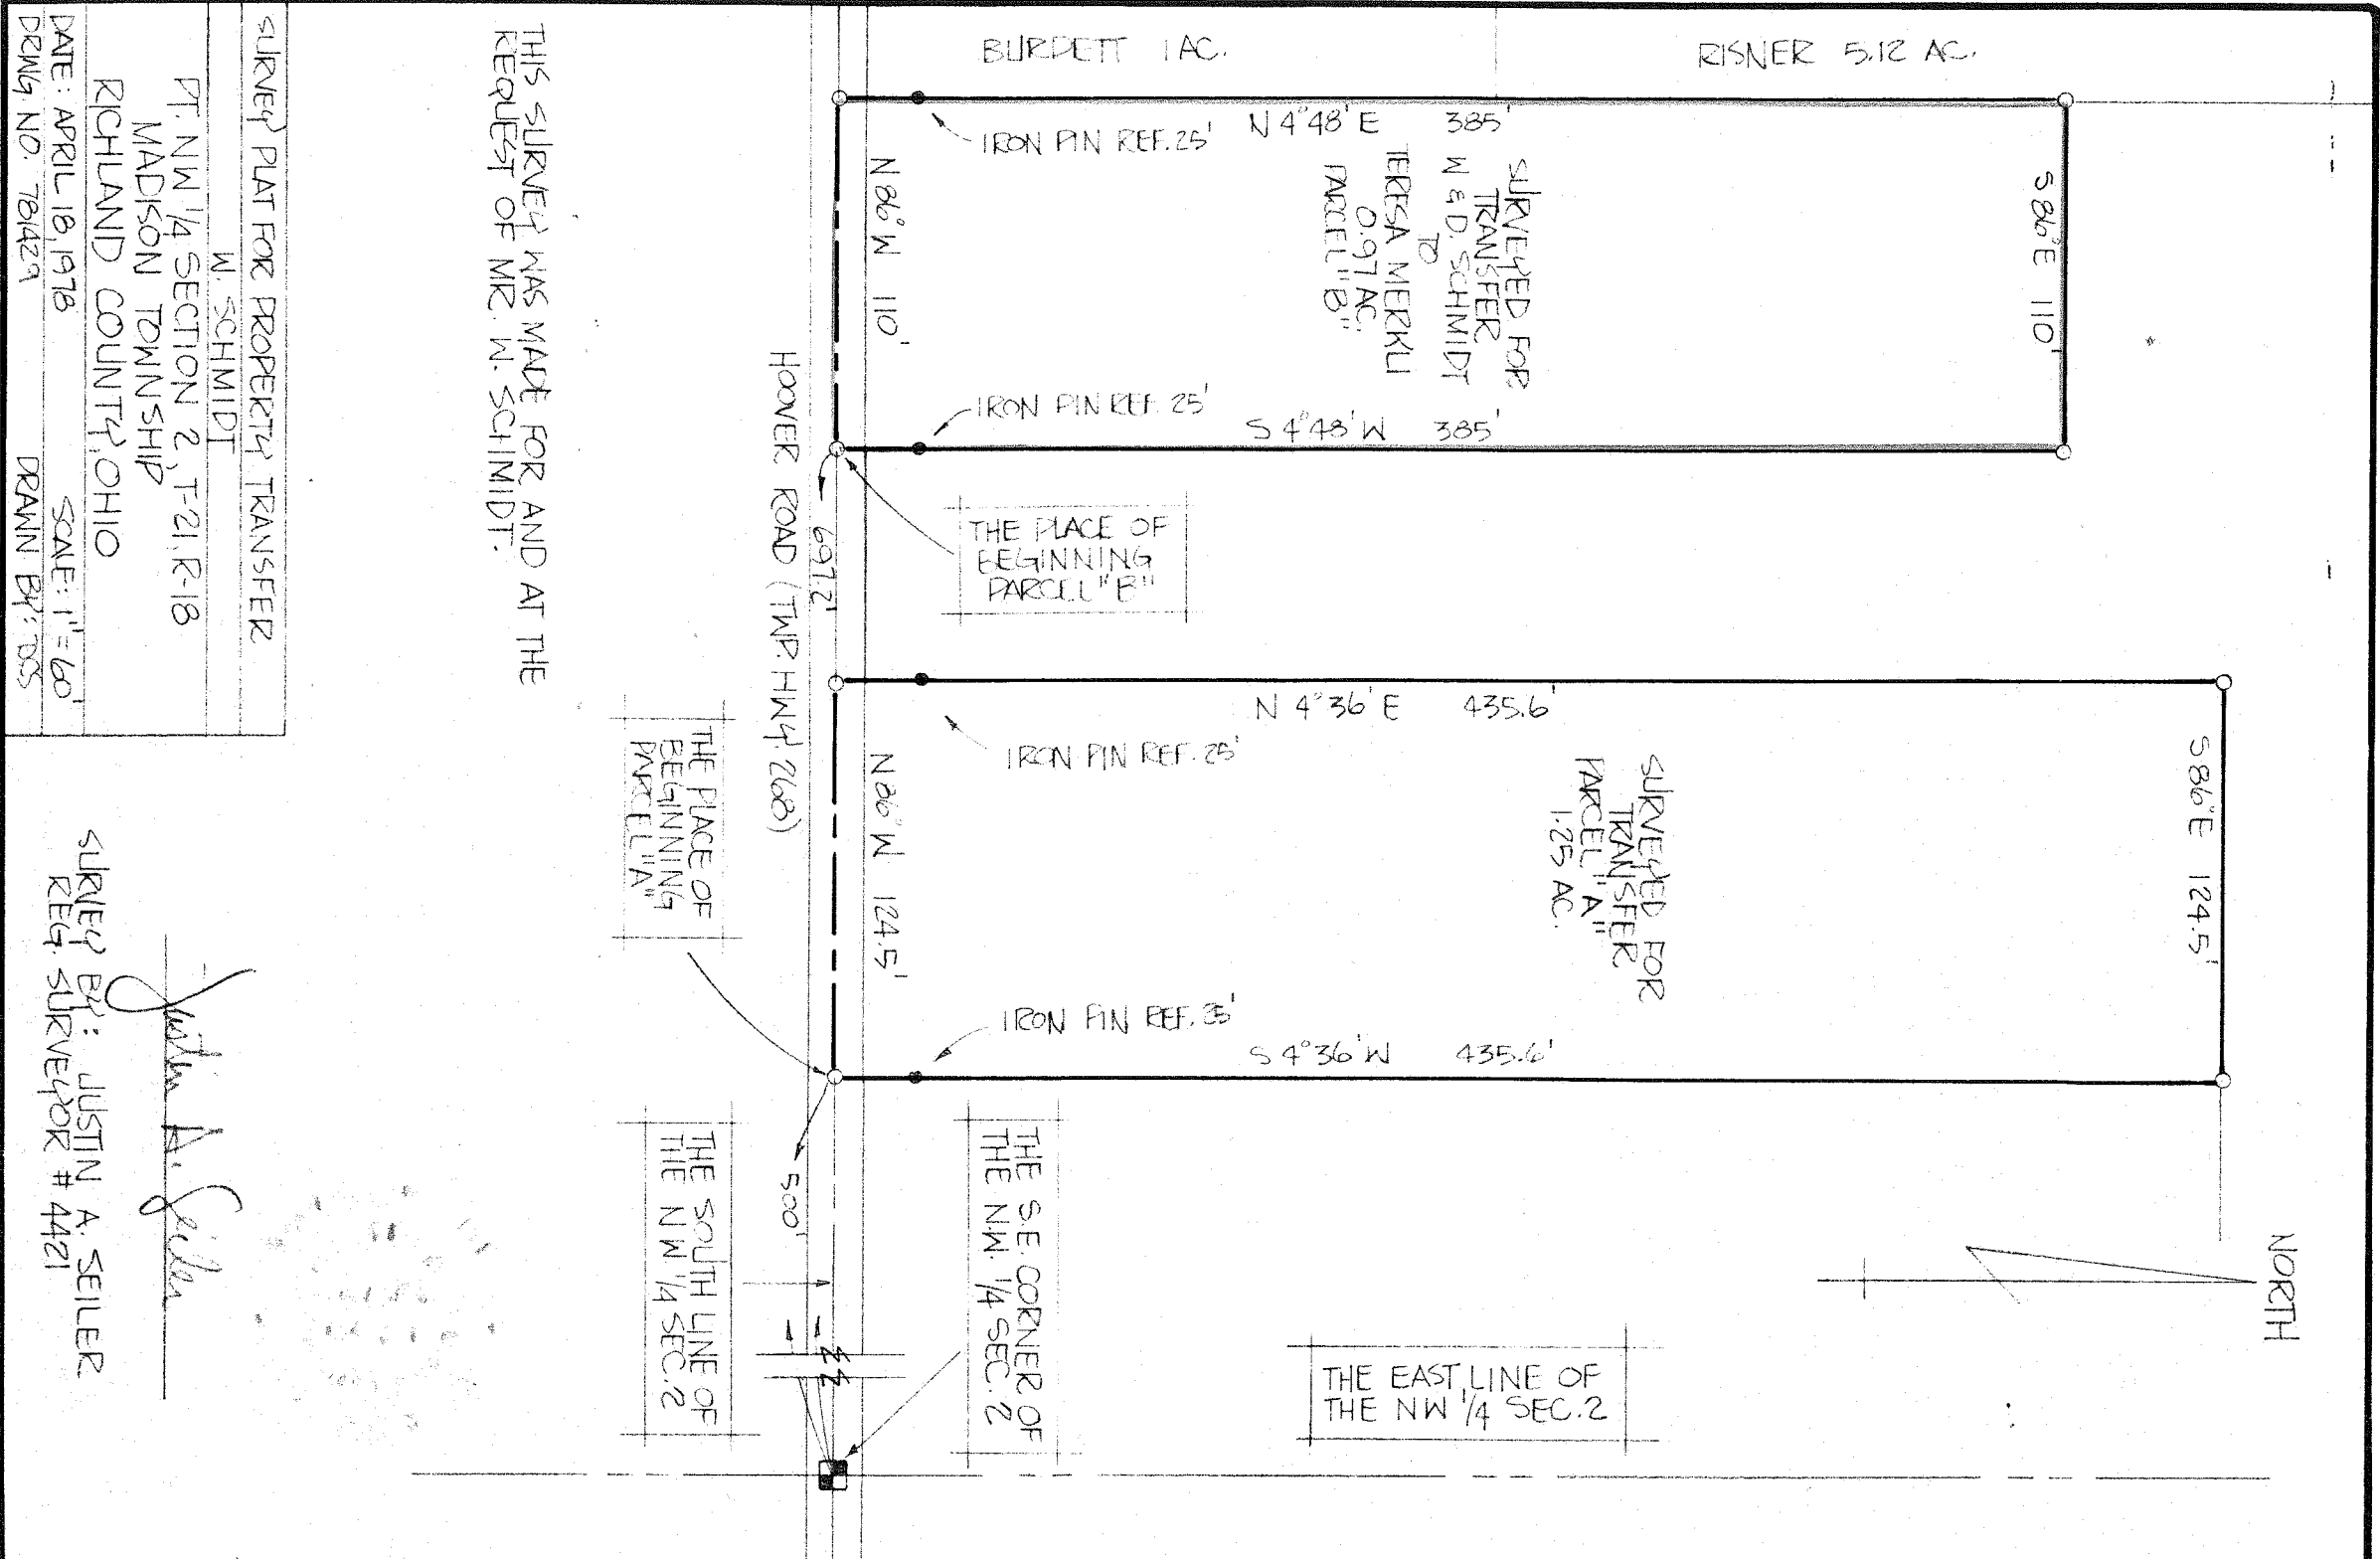 BURDETT 1 AC.
RISNER 5.12 AC.
N 4°48' E 385'
IRON PIN REF. 25'
S 86°E 110'
N 86° W 110'
SURVEYED FOR
TRANSFER
W & D. SCHMIDT
TO
TERESA MERKLI
0.97 AC.
PARCEL "B"
IRON PIN REF. 25'
S 4°48' W 385'
THE PLACE OF
BEGINNING
PARCEL "B"
697.2'
HOOVER ROAD (TWP. HWY. 268)
N 4°36' E 435.6'
IRON PIN REF. 25'
S 86°E 124.5'
N 86° W 124.5'
SURVEYED FOR
TRANSFER
PARCEL "A"
1.25 AC.
IRON PIN REF. 25'
S 4°36' W 435.6'
THE PLACE OF
BEGINNING
PARCEL "A"
500'
THE SOUTH LINE OF
THE N.W. 1/4 SEC. 2
THE S.E. CORNER OF
THE N.W. 1/4 SEC. 2
THE EAST LINE OF
THE NW 1/4 SEC. 2
NORTH
THIS SURVEY WAS MADE FOR AND AT THE
REQUEST OF MR. W. SCHMIDT.
SURVEY PLAT FOR PROPERTY TRANSFER
W. SCHMIDT
PT. NW 1/4 SECTION 2, T-21, R-18
MADISON TOWNSHIP
RICHLAND COUNTY, OHIO
DATE: APRIL 18, 1978 SCALE: 1" = 60'
DRWG. NO. 781429 DRAWN BY: DCS
Justin A. Seiler
SURVEY BY: JUSTIN A. SEILER
REG. SURVEYOR # 4421